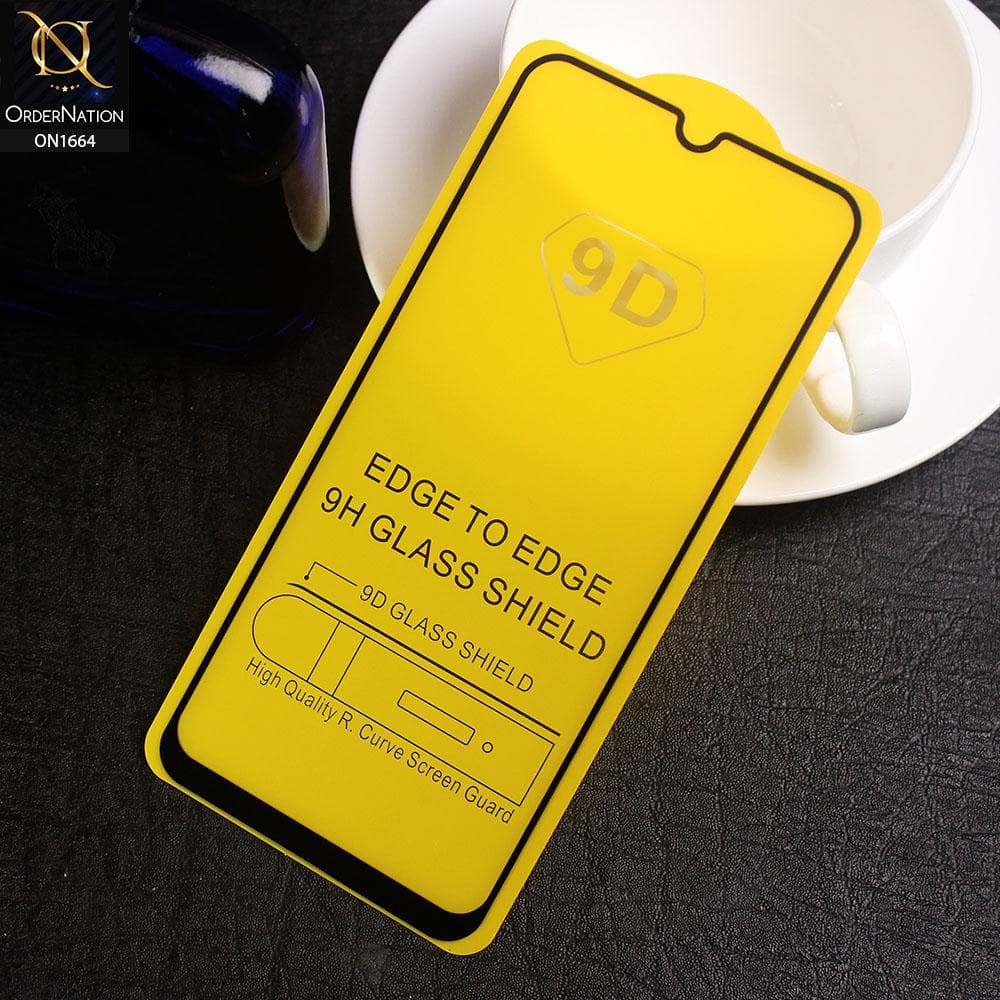 ORDERNATION
ON1664
9D
EDGE TO EDGE
9H GLASS SHIELD
9D GLASS SHIELD
High Quality R. Curve Screen Guard